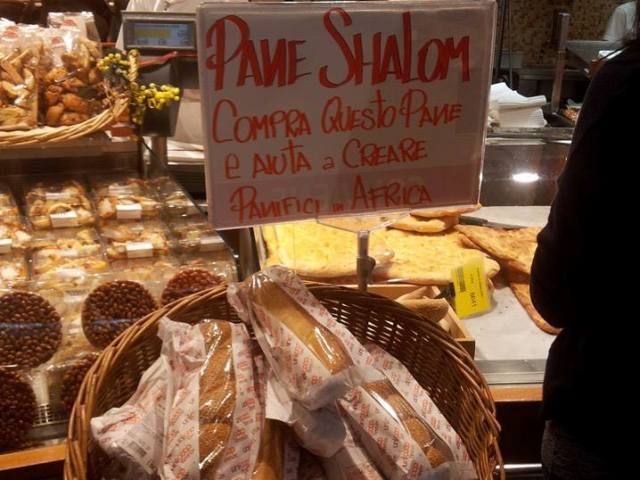 PANE SHALOM
COMPRA QUESTO PANE
E AIUTA A CREARE
PANIFICI IN AFRICA